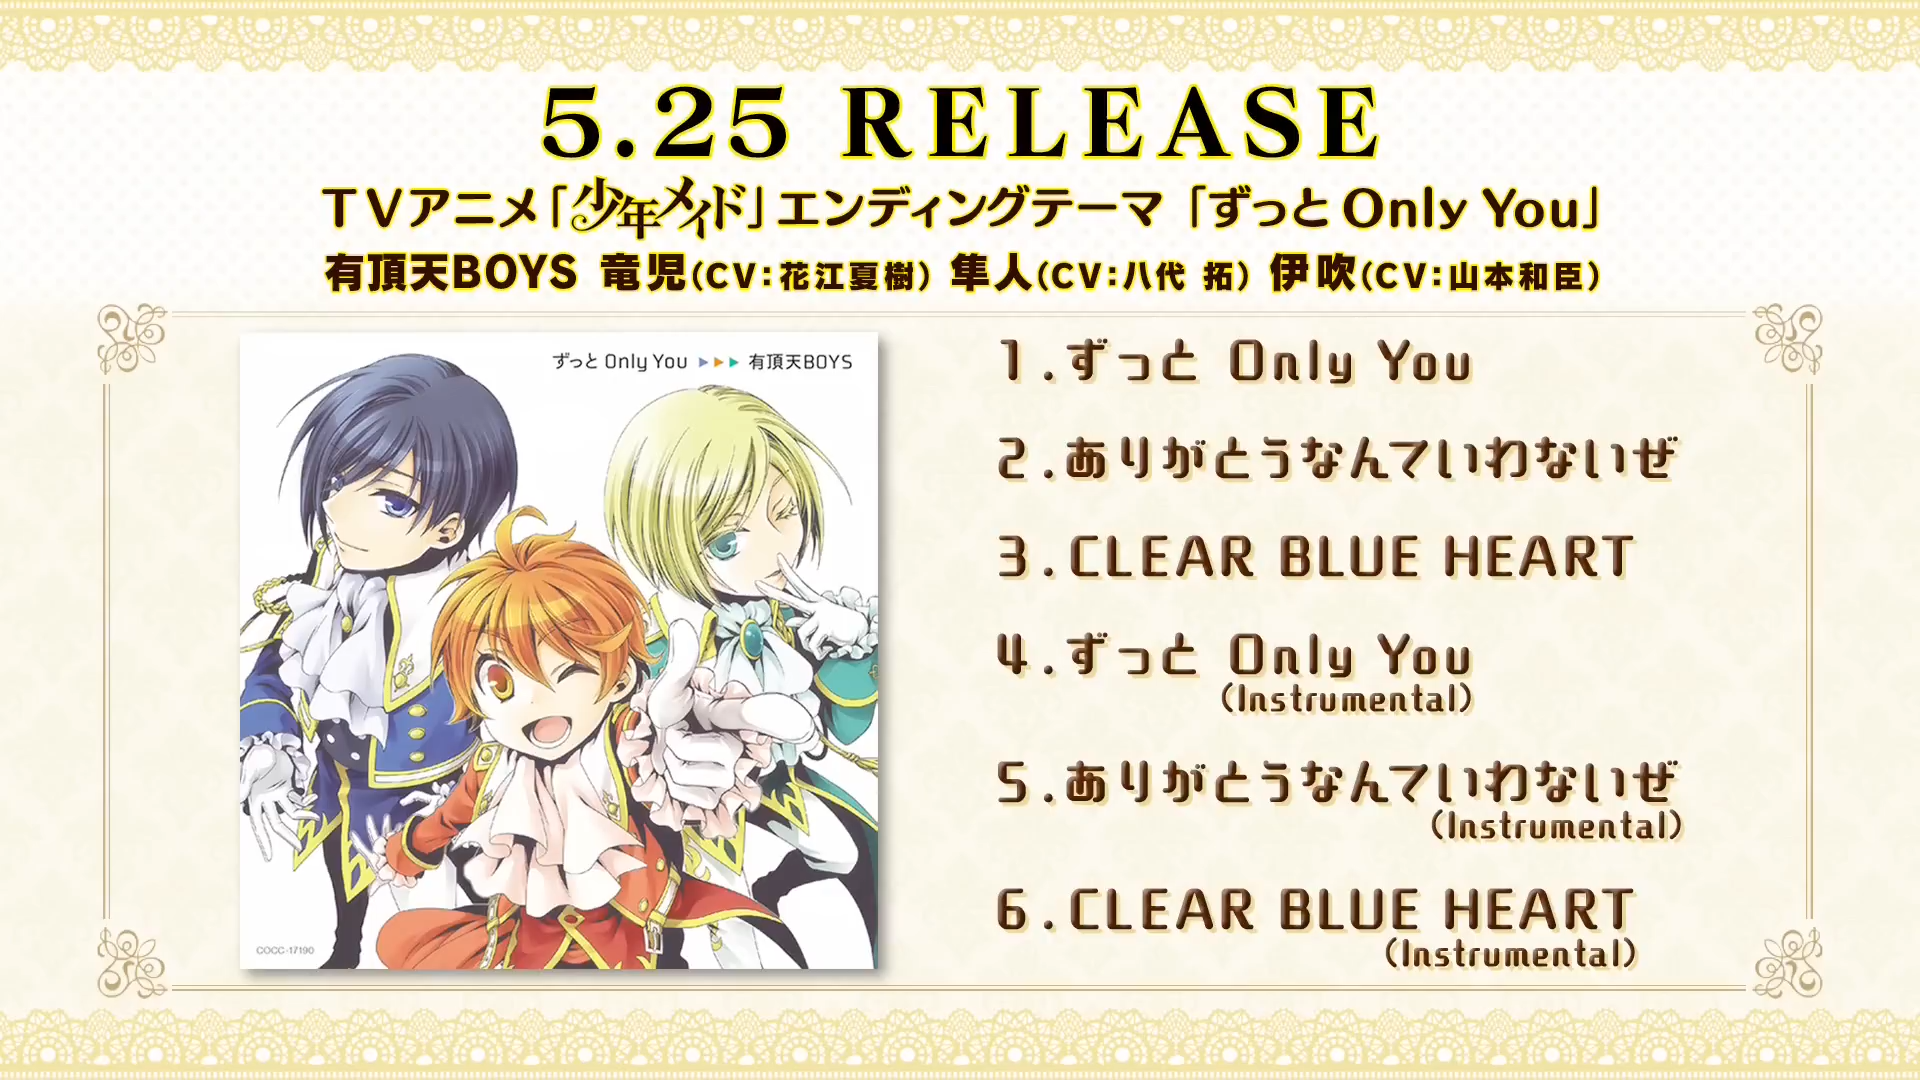 5.25 RELEASE
TVアニメ「少年メイド」エンディングテーマ「ずっとOnly You」
有頂天BOYS 竜児(CV:花江夏樹) 隼人(CV:八代 拓) 伊吹(CV:山本和臣)
ずっと Only You ▶▶▶ 有頂天BOYS
COCC-17190
1.ずっと Only You
2.ありがとうなんていわないぜ
3.CLEAR BLUE HEART
4.ずっと Only You
(Instrumental)
5.ありがとうなんていわないぜ
(Instrumental)
6.CLEAR BLUE HEART
(Instrumental)